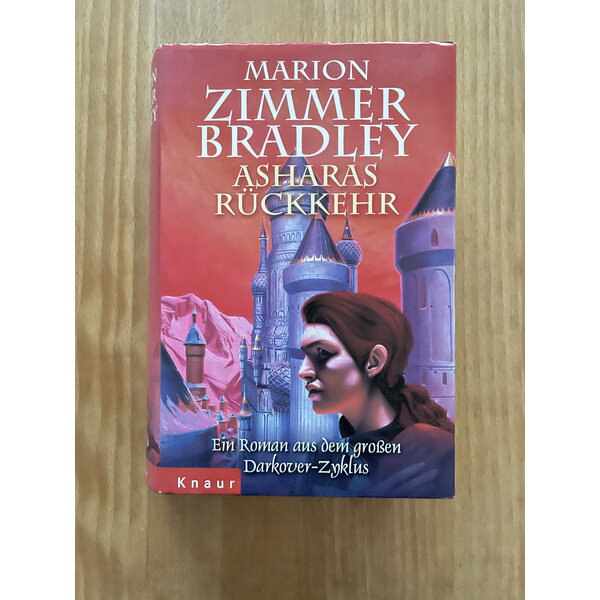 MARION
ZIMMER
BRADLEY
ASHARAS
RÜCKKEHR
Ein Roman aus dem großen
Darkover-Zyklus
Knaur